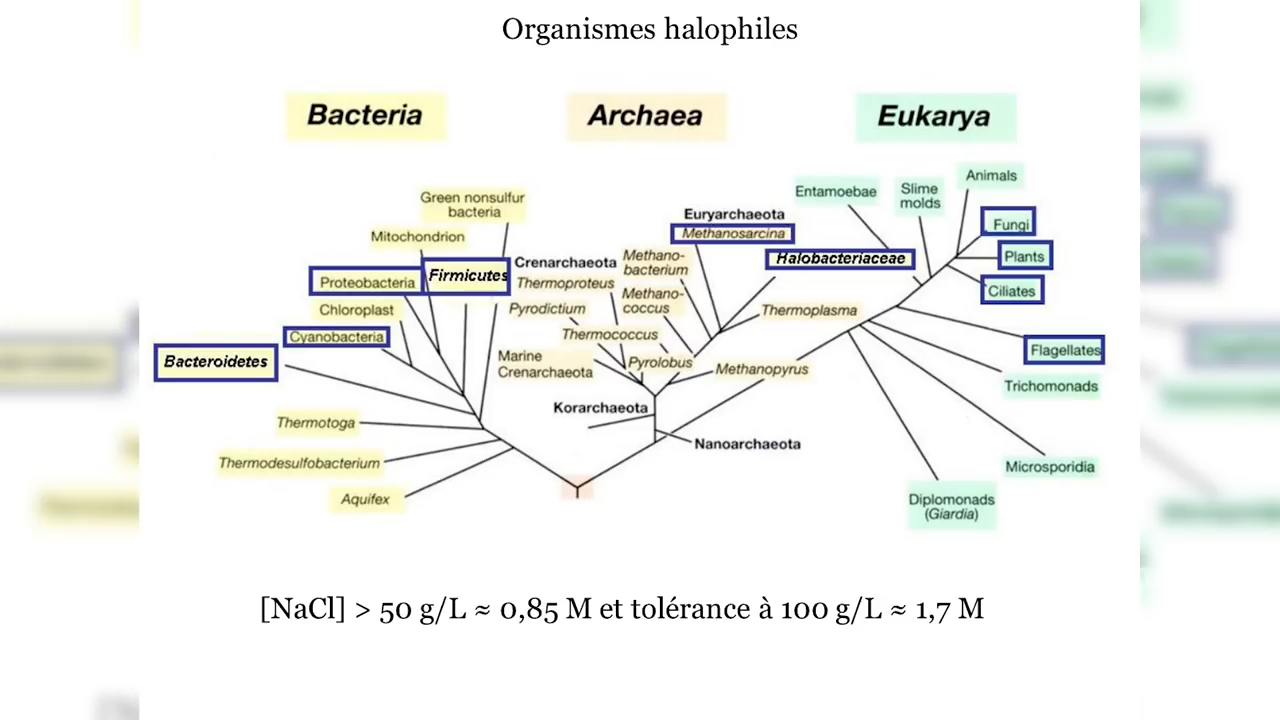 Organismes halophiles
Bacteria
Archaea
Eukarya
Green nonsulfur
bacteria
Mitochondrion
Proteobacteria
Firmicutes
Chloroplast
Cyanobacteria
Bacteroidetes
Thermotoga
Thermodesulfobacterium
Aquifex
Crenarchaeota
Thermoproteus
Pyrodictium
Thermococcus
Marine
Crenarchaeota
Pyrolobus
Korarchaeota
Nanoarchaeota
Euryarchaeota
Methanosarcina
Methano-
bacterium
Methano-
coccus
Halobacteriaceae
Thermoplasma
Methanopyrus
Entamoebae
Slime
molds
Animals
Fungi
Plants
Ciliates
Flagellates
Trichomonads
Microsporidia
Diplomonads
(Giardia)
[NaCl] > 50 g/L ≈ 0,85 M et tolérance à 100 g/L ≈ 1,7 M